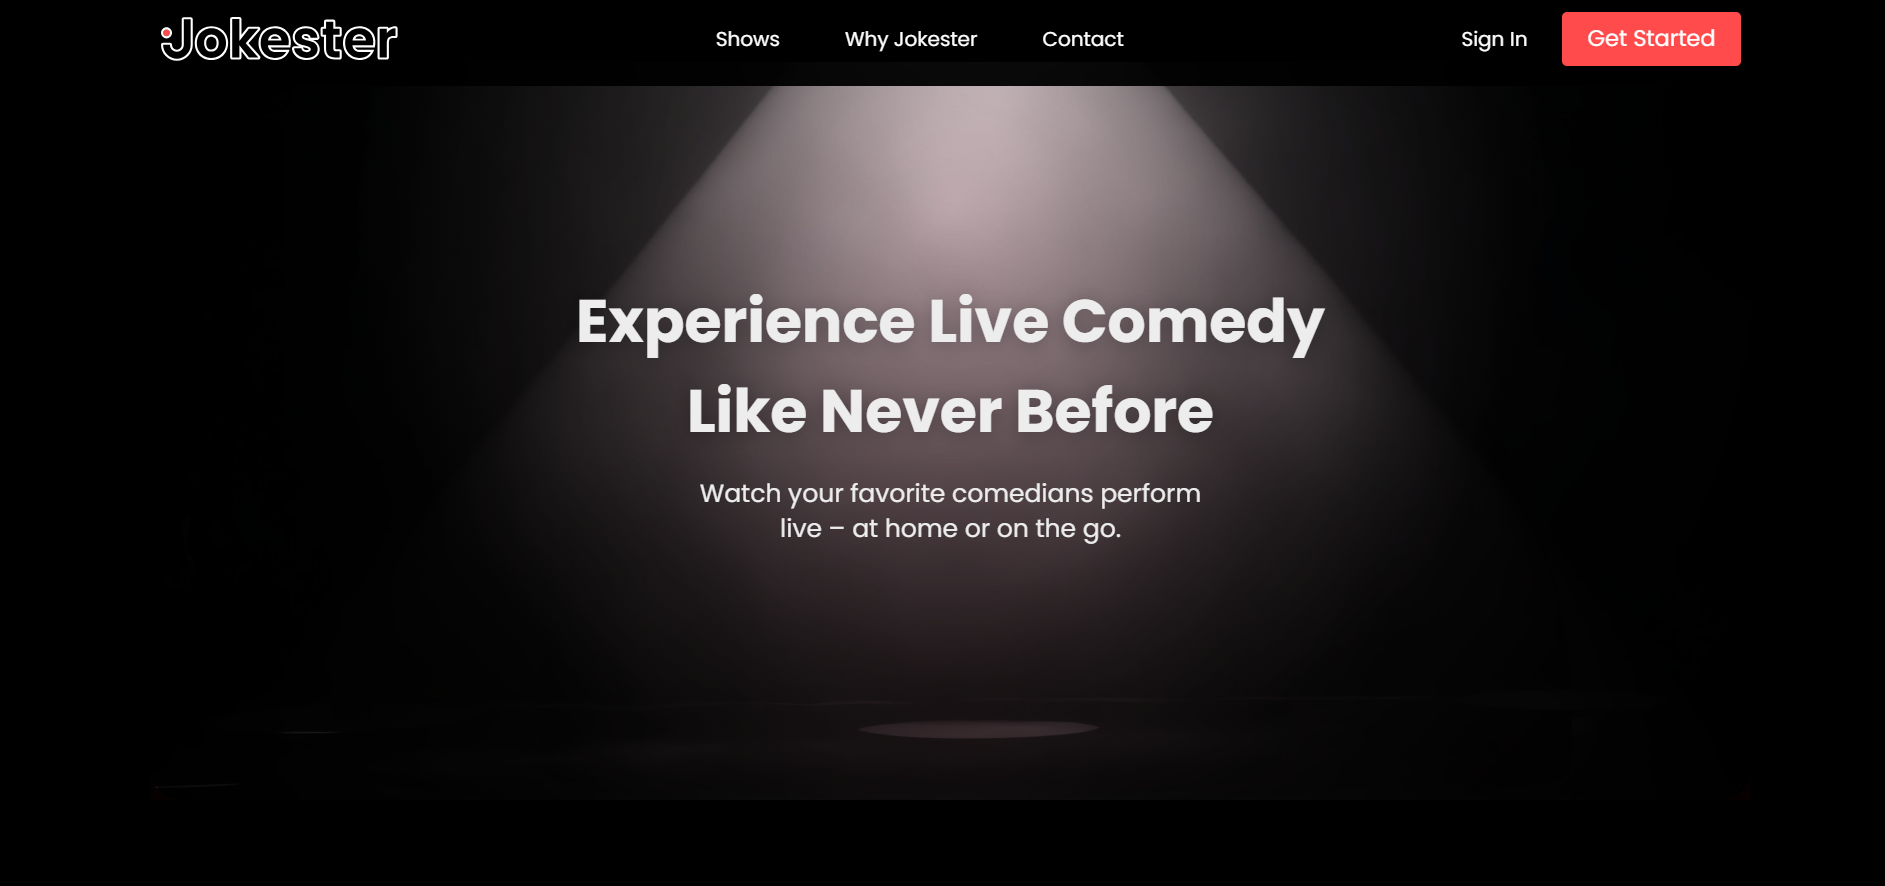 Jokester
Shows
Why Jokester
Contact
Sign In
Get Started
Experience Live Comedy
Like Never Before
Watch your favorite comedians perform
live – at home or on the go.